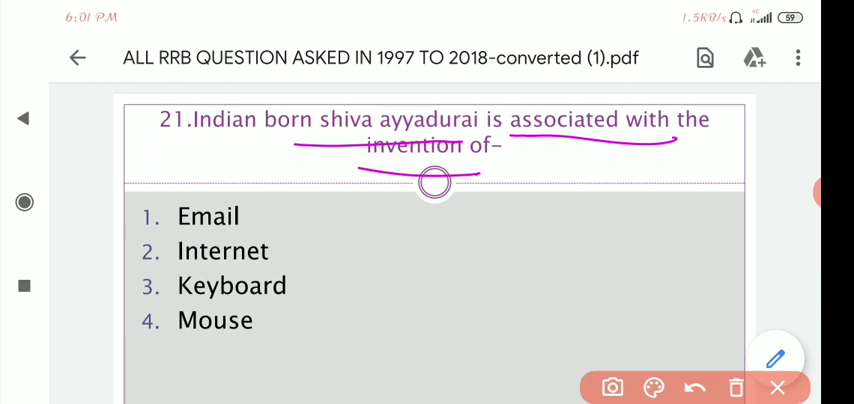 6:01 PM 1.5KB/s 4G 59
ALL RRB QUESTION ASKED IN 1997 TO 2018-converted (1).pdf
21.Indian born shiva ayyadurai is associated with the
invention of-
1. Email
2. Internet
3. Keyboard
4. Mouse